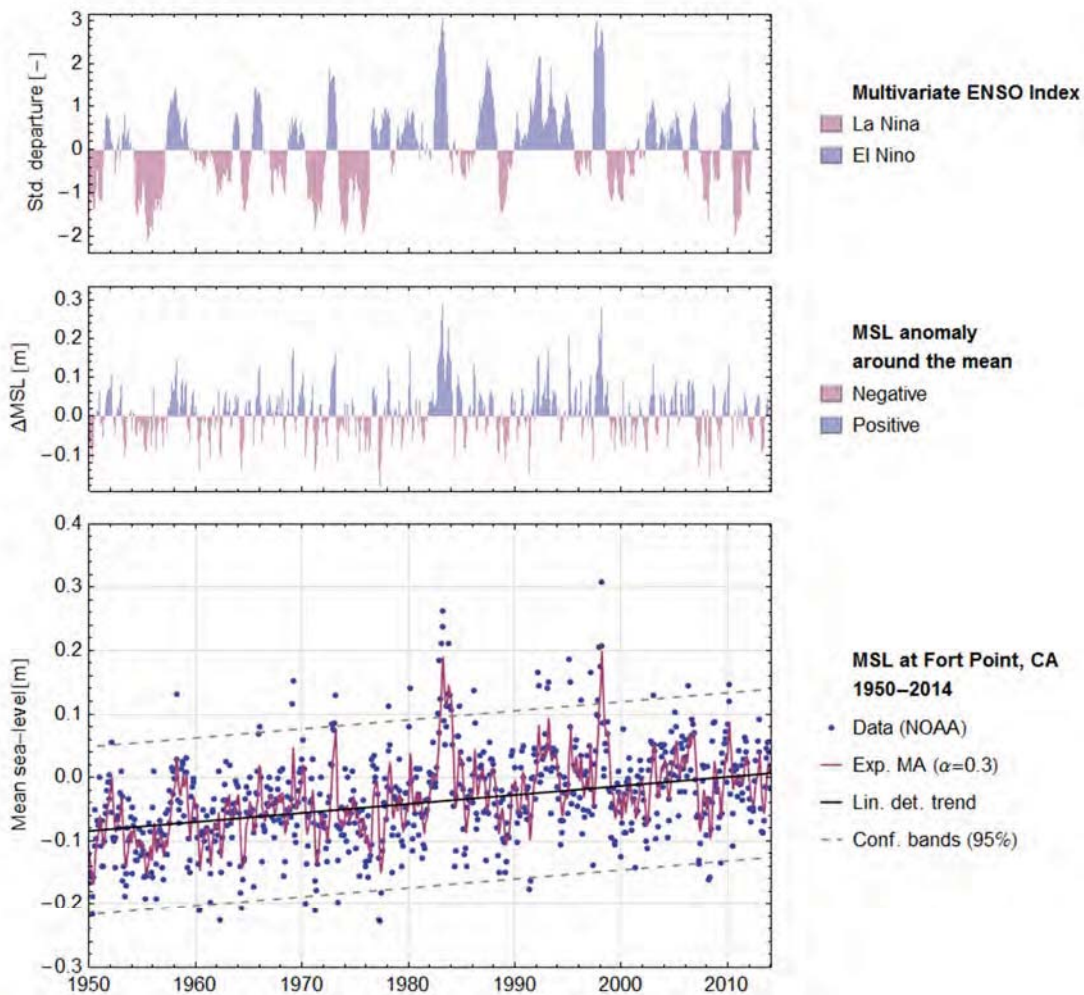 Std. departure [-]
3
2
1
0
-1
-2
Multivariate ENSO Index
La Nina
El Nino
ΔMSL [m]
0.3
0.2
0.1
0.0
-0.1
MSL anomaly
around the mean
Negative
Positive
Mean sea-level [m]
0.4
0.3
0.2
0.1
0.0
-0.1
-0.2
-0.3
1950 1960 1970 1980 1990 2000 2010
MSL at Fort Point, CA
1950-2014
Data (NOAA)
Exp. MA (α=0.3)
Lin. det. trend
Conf. bands (95%)